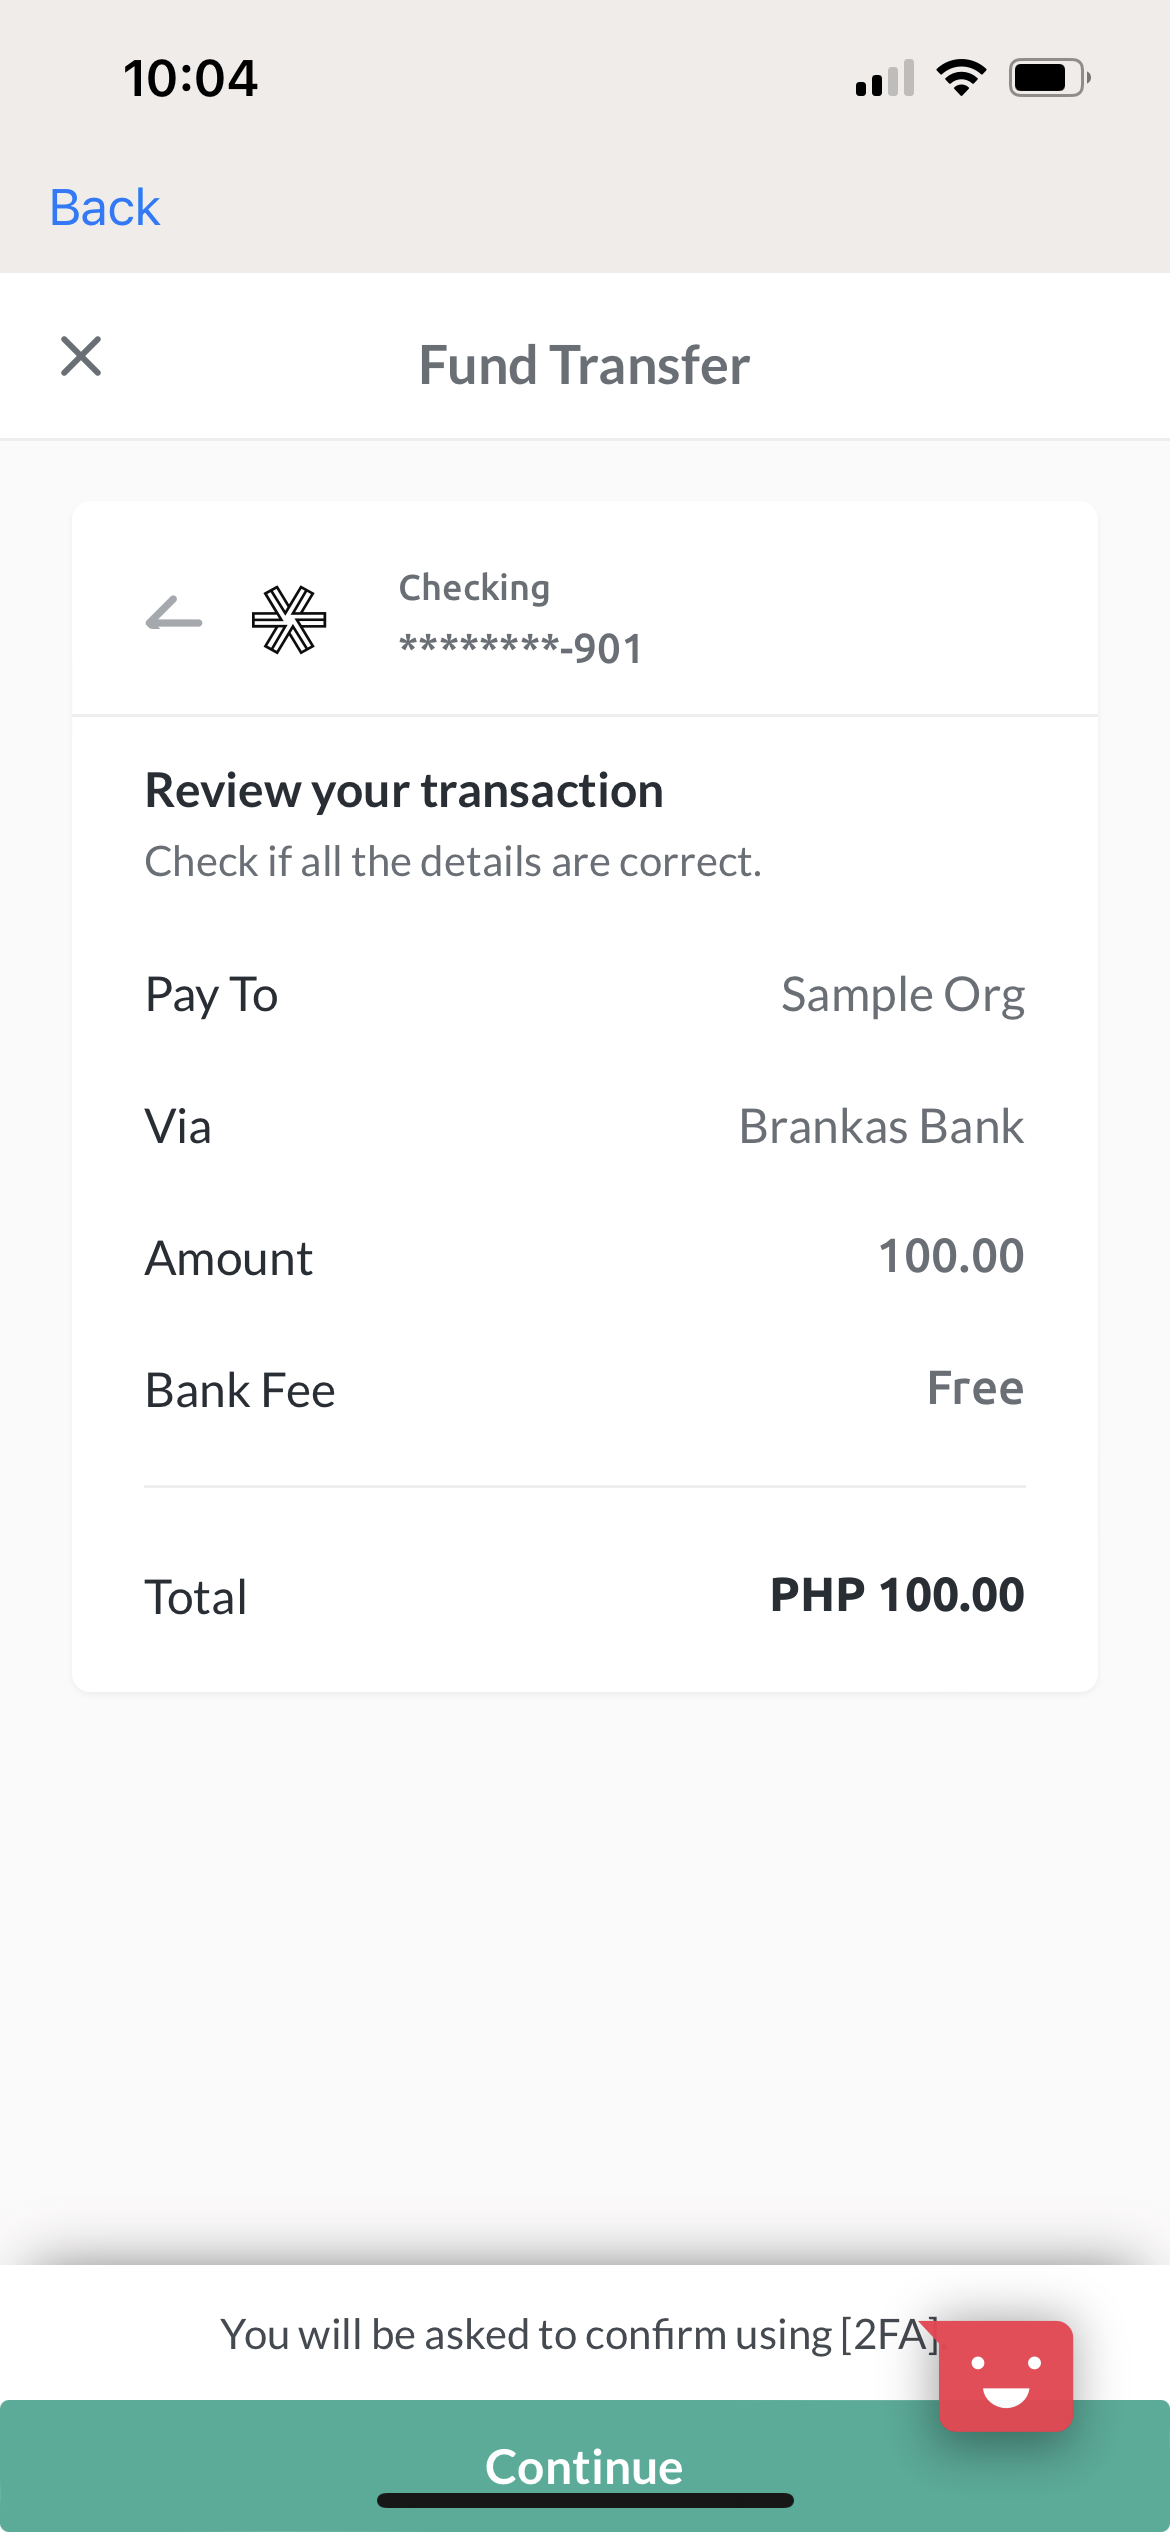 10:04
Back
Fund Transfer
Checking
********-901
Review your transaction
Check if all the details are correct.
Pay To Sample Org
Via Brankas Bank
Amount 100.00
Bank Fee Free
Total PHP 100.00
You will be asked to confirm using [2FA].
Continue